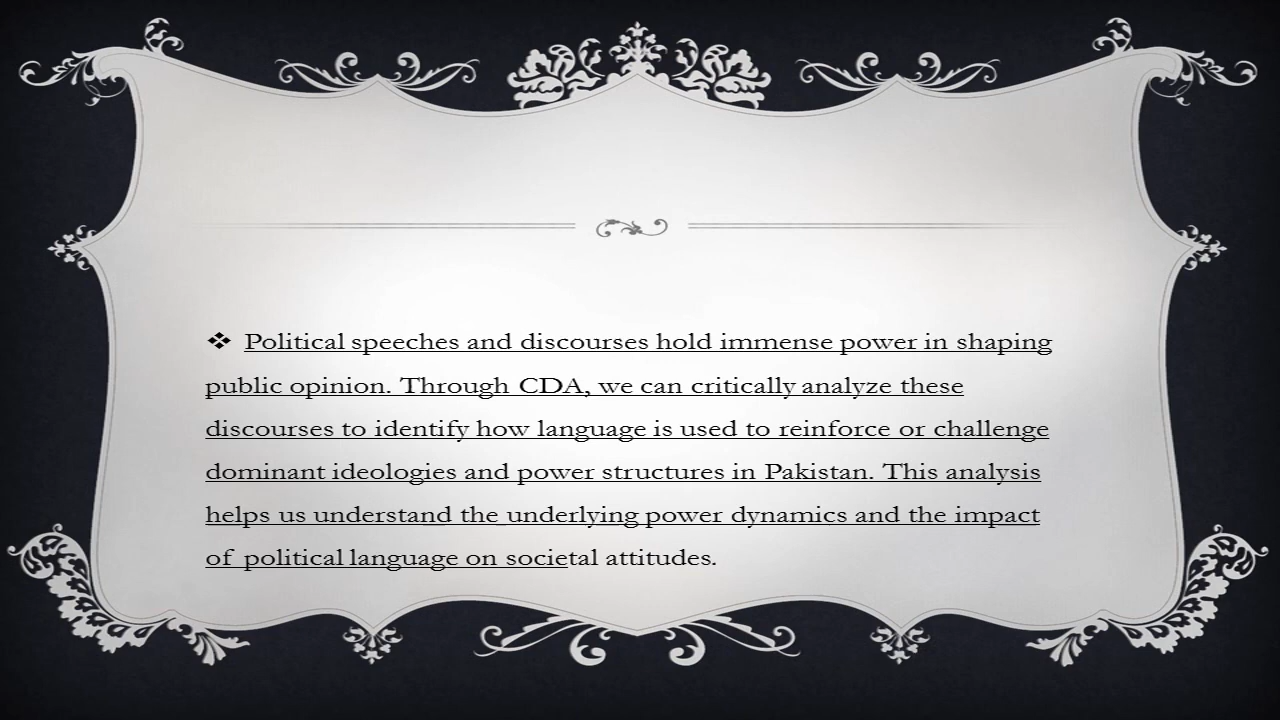 ❖ Political speeches and discourses hold immense power in shaping
public opinion. Through CDA, we can critically analyze these
discourses to identify how language is used to reinforce or challenge
dominant ideologies and power structures in Pakistan. This analysis
helps us understand the underlying power dynamics and the impact
of political language on societal attitudes.